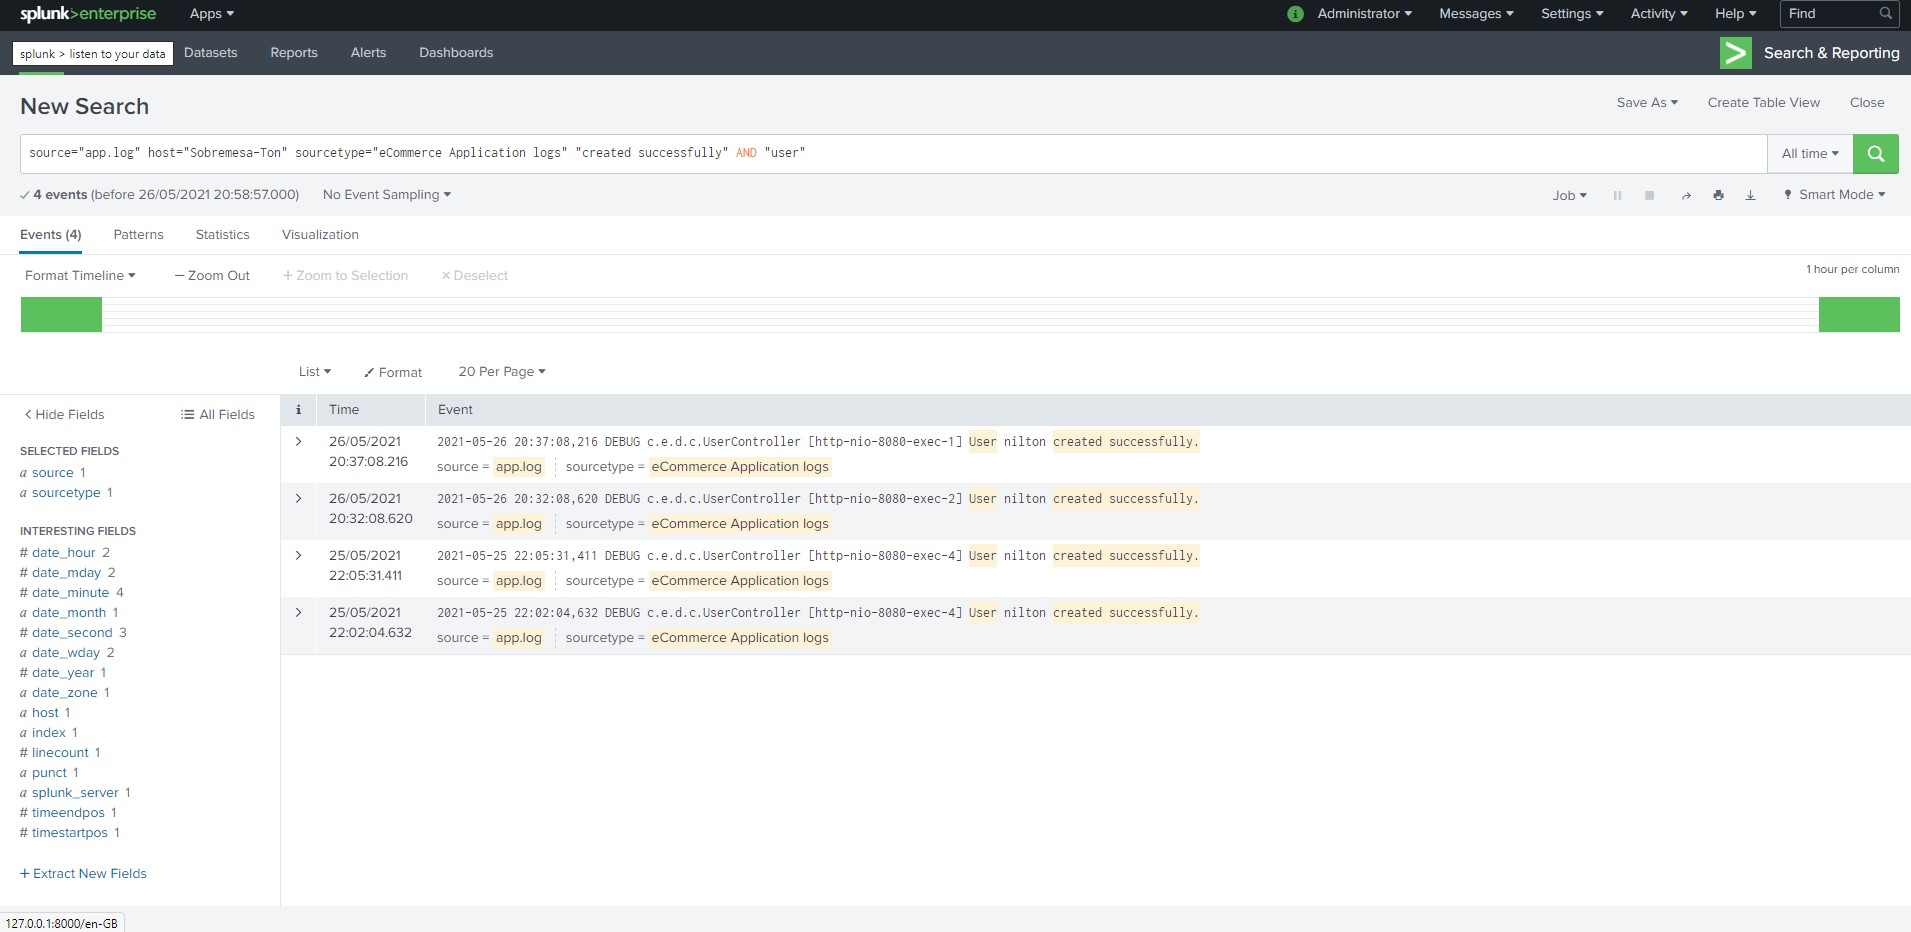 splunk>enterprise Apps Administrator Messages Settings Activity Help Find
splunk > listen to your data Datasets Reports Alerts Dashboards Search & Reporting
New Search Save As Create Table View Close
source="app.log" host="Sobremesa-Ton" sourcetype="eCommerce Application logs" "created successfully" AND "user" All time
4 events (before 26/05/2021 20:58:57.000) No Event Sampling Job Smart Mode
Events (4) Patterns Statistics Visualization
Format Timeline — Zoom Out + Zoom to Selection × Deselect 1 hour per column
List Format 20 Per Page
< Hide Fields All Fields
SELECTED FIELDS
a source 1
a sourcetype 1
INTERESTING FIELDS
# date_hour 2
# date_mday 2
# date_minute 4
a date_month 1
# date_second 3
a date_wday 2
# date_year 1
a date_zone 1
a host 1
a index 1
# linecount 1
a punct 1
a splunk_server 1
# timeendpos 1
# timestartpos 1
+ Extract New Fields
i Time Event
> 26/05/2021 2021-05-26 20:37:08,216 DEBUG c.e.d.c.UserController [http-nio-8080-exec-1] User nilton created successfully.
20:37:08.216 source = app.log sourcetype = eCommerce Application logs
> 26/05/2021 2021-05-26 20:32:08,620 DEBUG c.e.d.c.UserController [http-nio-8080-exec-2] User nilton created successfully.
20:32:08.620 source = app.log sourcetype = eCommerce Application logs
> 25/05/2021 2021-05-25 22:05:31,411 DEBUG c.e.d.c.UserController [http-nio-8080-exec-4] User nilton created successfully.
22:05:31.411 source = app.log sourcetype = eCommerce Application logs
> 25/05/2021 2021-05-25 22:02:04,632 DEBUG c.e.d.c.UserController [http-nio-8080-exec-4] User nilton created successfully.
22:02:04.632 source = app.log sourcetype = eCommerce Application logs
127.0.0.1:8000/en-GB